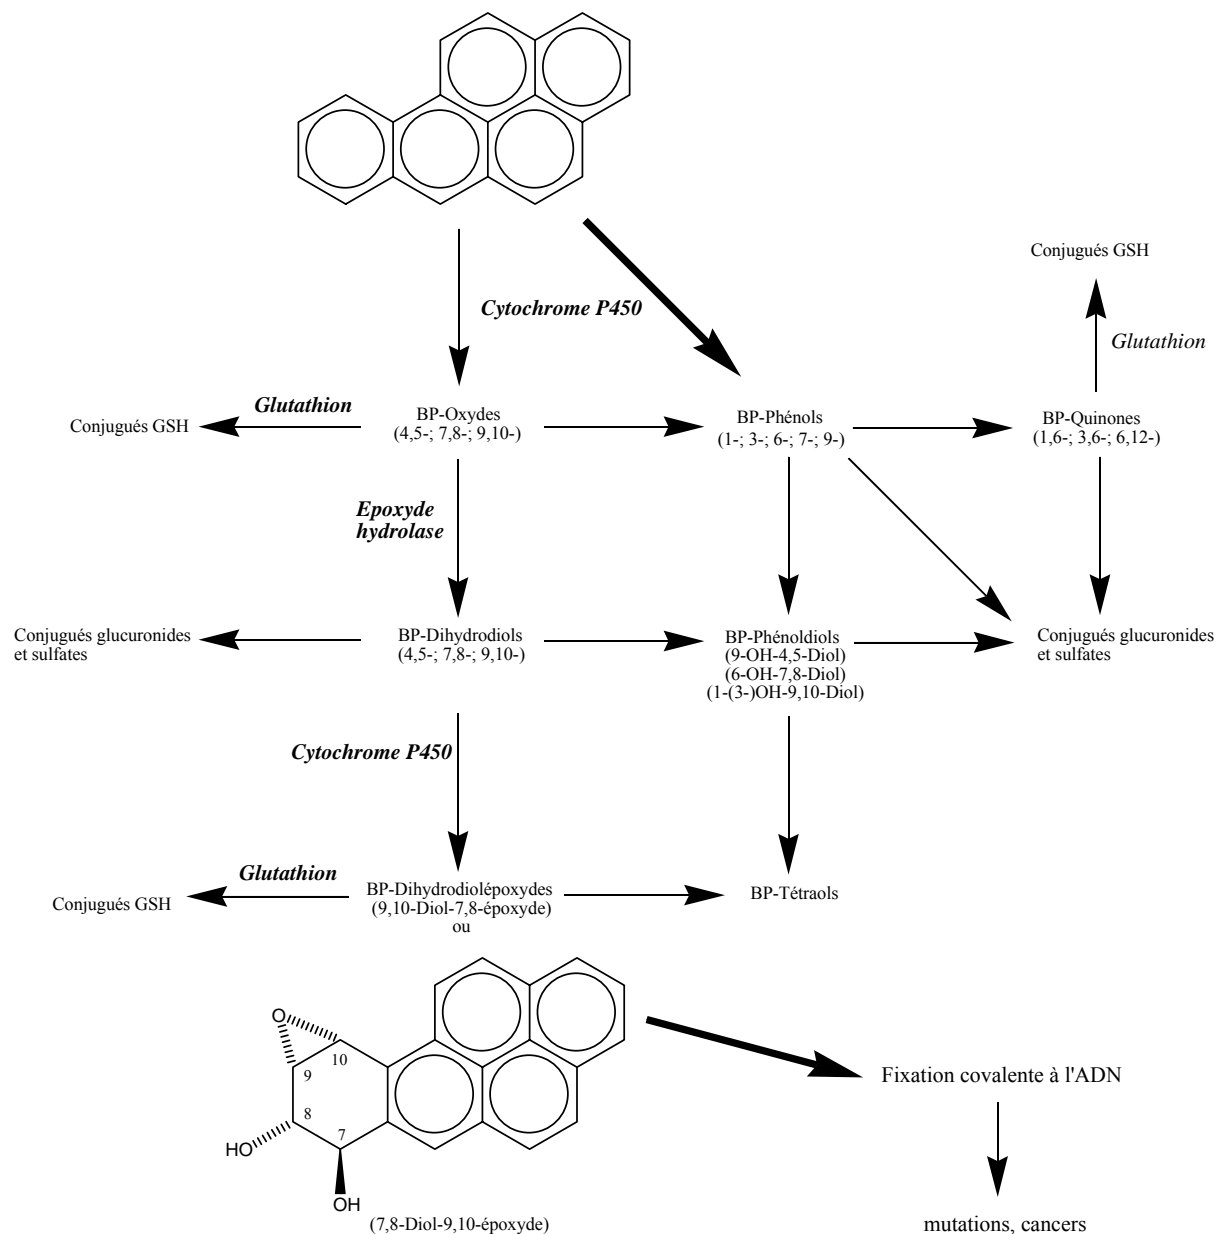 Conjugués GSH
Cytochrome P450
Glutathion
Glutathion
Conjugués GSH
BP-Oxydes
(4,5-; 7,8-; 9,10-)
BP-Phénols
(1-; 3-; 6-; 7-; 9-)
BP-Quinones
(1,6-; 3,6-; 6,12-)
Epoxyde
hydrolase
Conjugués glucuronides
et sulfates
BP-Dihydrodiols
(4,5-; 7,8-; 9,10-)
BP-Phénoldiols
(9-OH-4,5-Diol)
(6-OH-7,8-Diol)
(1-(3-)OH-9,10-Diol)
Conjugués glucuronides
et sulfates
Cytochrome P450
Glutathion
Conjugués GSH
BP-Dihydrodiolépoxydes
(9,10-Diol-7,8-époxyde)
ou
BP-Tétraols
O
10
9
8
7
HO
OH
(7,8-Diol-9,10-époxyde)
Fixation covalente à l'ADN
mutations, cancers